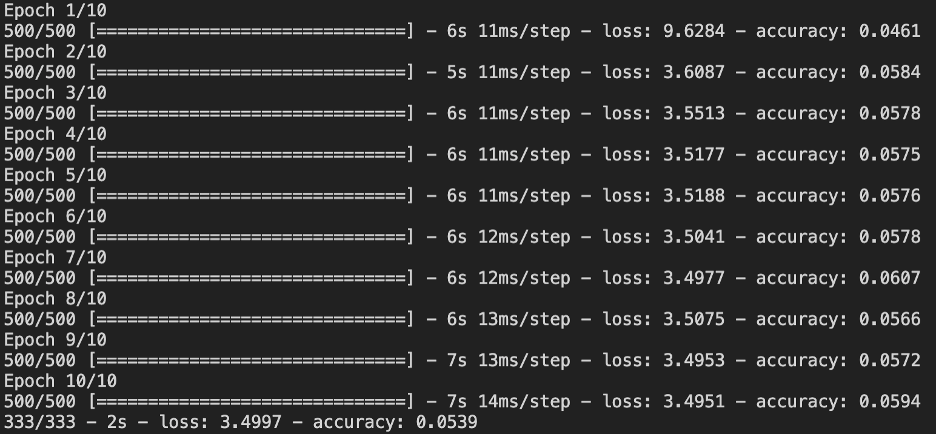 Epoch 1/10
500/500 [==============================] - 6s 11ms/step - loss: 9.6284 - accuracy: 0.0461
Epoch 2/10
500/500 [==============================] - 5s 11ms/step - loss: 3.6087 - accuracy: 0.0584
Epoch 3/10
500/500 [==============================] - 6s 11ms/step - loss: 3.5513 - accuracy: 0.0578
Epoch 4/10
500/500 [==============================] - 6s 11ms/step - loss: 3.5177 - accuracy: 0.0575
Epoch 5/10
500/500 [==============================] - 6s 11ms/step - loss: 3.5188 - accuracy: 0.0576
Epoch 6/10
500/500 [==============================] - 6s 12ms/step - loss: 3.5041 - accuracy: 0.0578
Epoch 7/10
500/500 [==============================] - 6s 12ms/step - loss: 3.4977 - accuracy: 0.0607
Epoch 8/10
500/500 [==============================] - 6s 13ms/step - loss: 3.5075 - accuracy: 0.0566
Epoch 9/10
500/500 [==============================] - 7s 13ms/step - loss: 3.4953 - accuracy: 0.0572
Epoch 10/10
500/500 [==============================] - 7s 14ms/step - loss: 3.4951 - accuracy: 0.0594
333/333 - 2s - loss: 3.4997 - accuracy: 0.0539